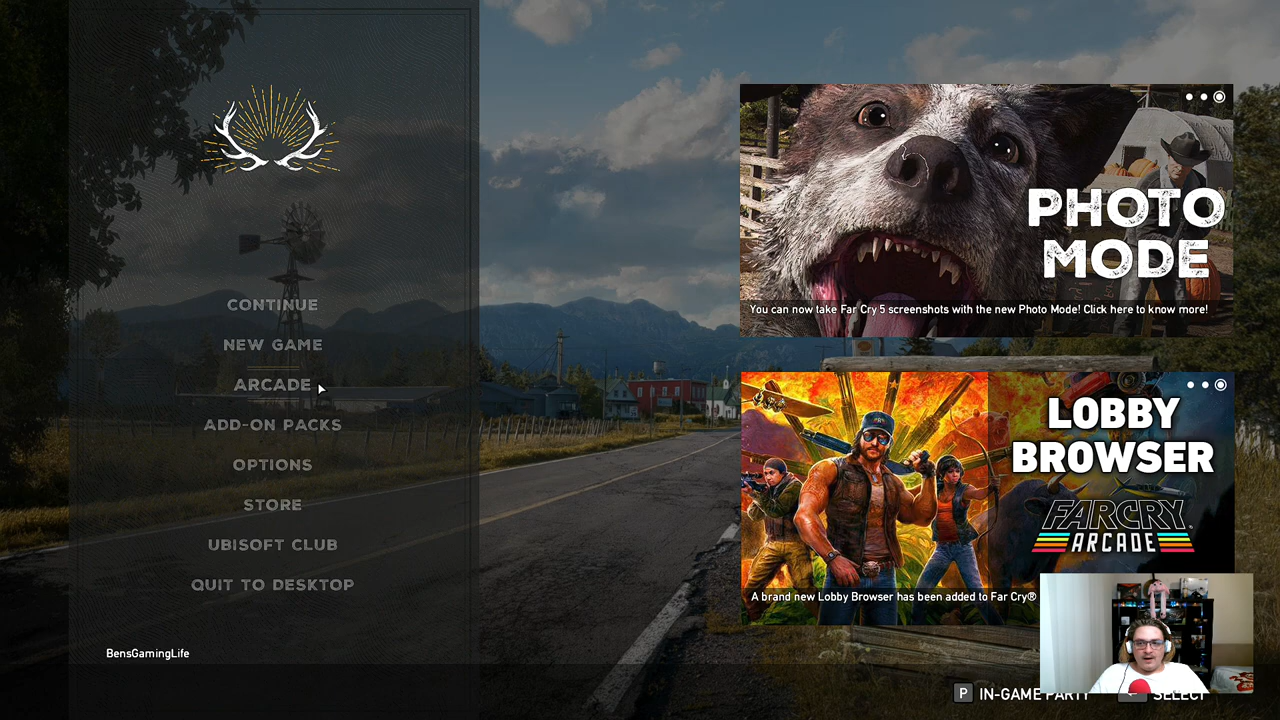 CONTINUE
NEW GAME
ARCADE
ADD-ON PACKS
OPTIONS
STORE
UBISOFT CLUB
QUIT TO DESKTOP
BensGamingLife
PHOTO
MODE
You can now take Far Cry 5 screenshots with the new Photo Mode! Click here to know more!
LOBBY
BROWSER
FARCRY
ARCADE
A brand new Lobby Browser has been added to Far Cry®
P IN-GAME PARTY
SELECT